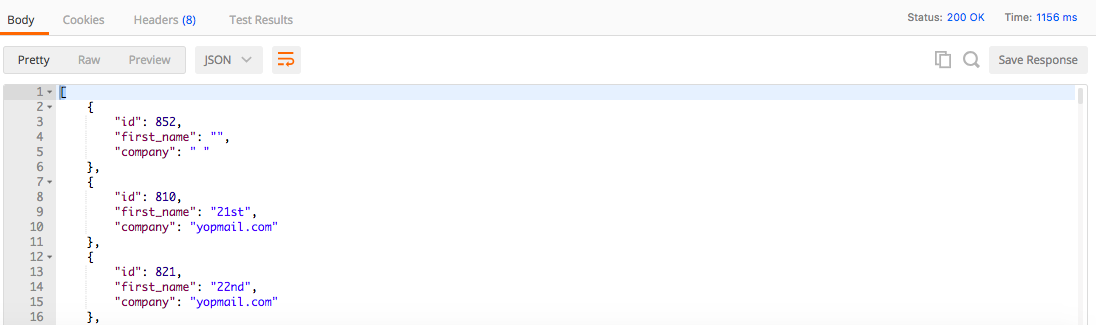 Body Cookies Headers (8) Test Results Status: 200 OK Time: 1156 ms
Pretty Raw Preview JSON Save Response
1 [
2 {
3 "id": 852,
4 "first_name": "",
5 "company": " "
6 },
7 {
8 "id": 810,
9 "first_name": "21st",
10 "company": "yopmail.com"
11 },
12 {
13 "id": 821,
14 "first_name": "22nd",
15 "company": "yopmail.com"
16 },